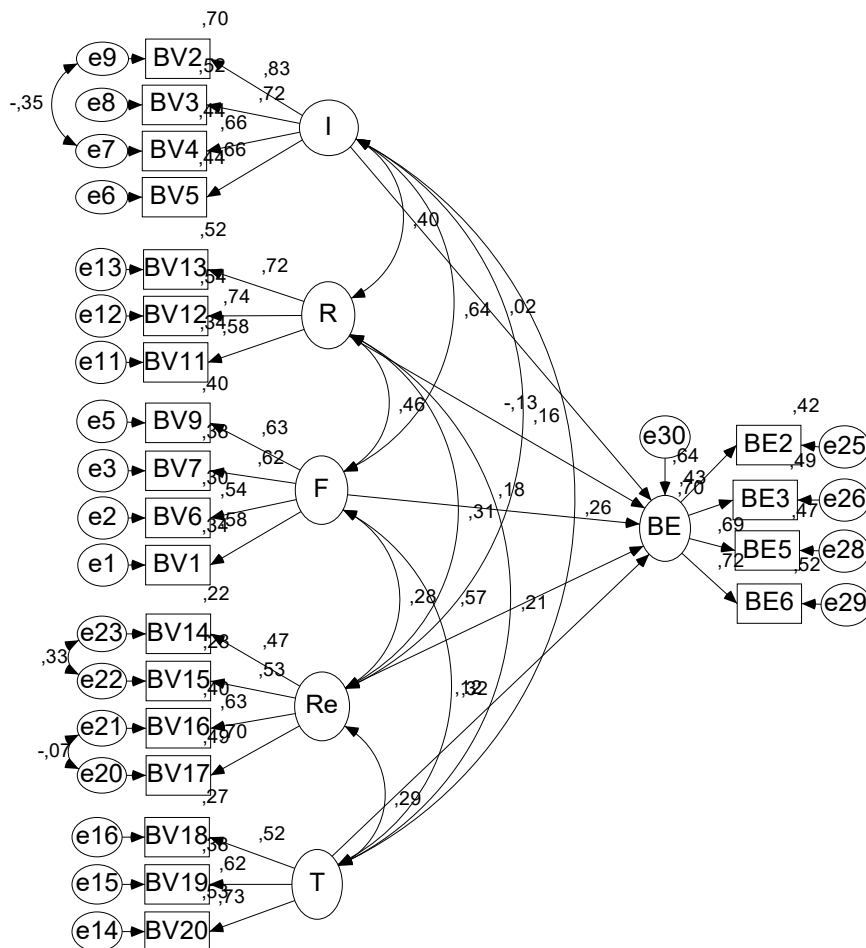 ,70
e9 BV2 ,52 ,83
-,35 e8 BV3 ,44 ,72
,66
e7 BV4 ,44 ,66 I
e6 BV5
,52 ,40
e13 BV13 ,54 ,72
,74
e12 BV12 ,34 ,58 R ,64 ,02
e11 BV11
,40 -,13 ,16 ,42
e5 BV9 ,38 ,63 ,46 e30 ,64 BE2 ,49 e25
e3 BV7 ,30 ,62 ,43
,54 F ,18 ,70 BE3 ,47 e26
e2 BV6 ,34 ,58 ,31 ,26 BE ,69
e1 BV1 ,72 BE5 ,52 e28
,22 ,28 ,57 ,21 BE6 e29
e23 BV14 ,28 ,47
,33 e22 BV15 ,40 ,53 ,12 ,32
,63 Re
e21 BV16 ,49 ,70
-,07 e20 BV17
,27 ,29
e16 BV18 ,38 ,52
,62
e15 BV19 ,53 ,73 T
e14 BV20